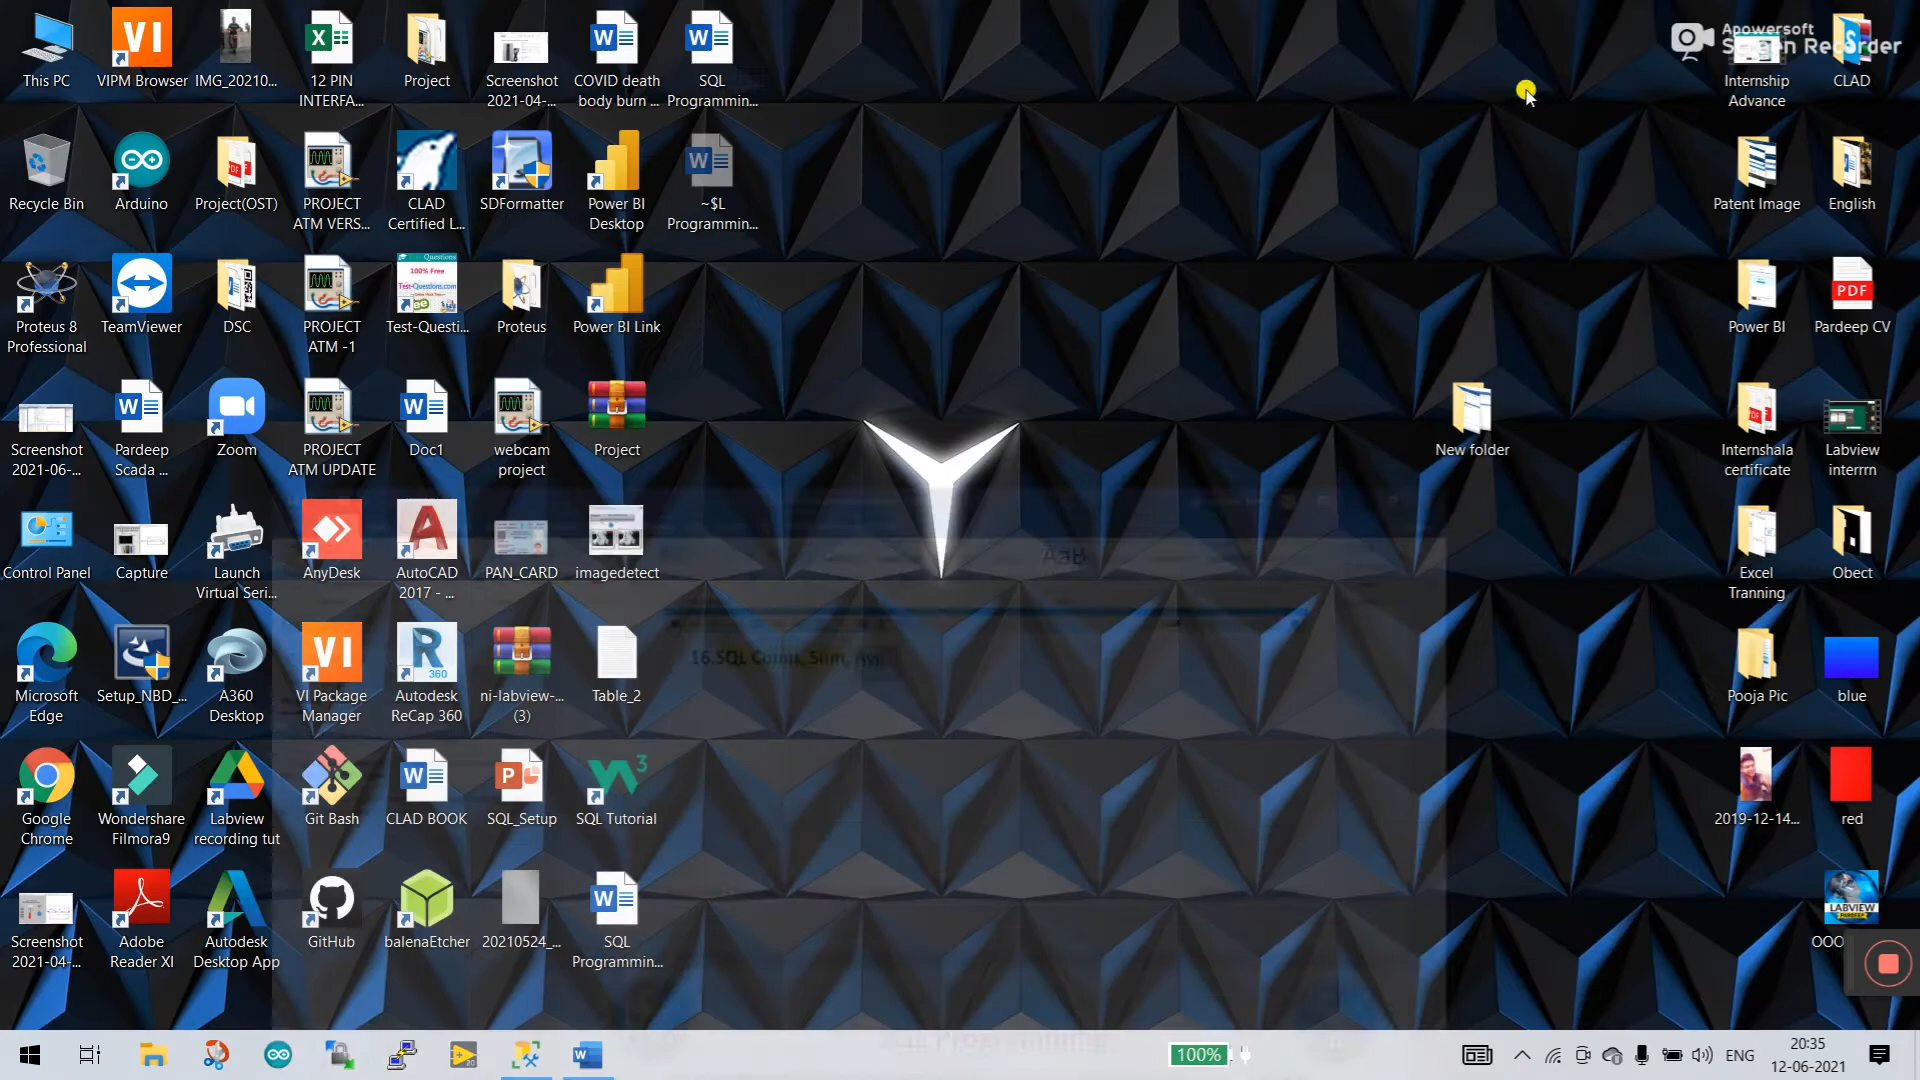 This PC
VIPM Browser
IMG_20210...
12 PIN
INTERFA...
Project
Screenshot
2021-04-...
COVID death
body burn ...
SQL
Programmin...
Apowersoft
Screen Recorder
Internship
Advance
CLAD
Recycle Bin
Arduino
Project(OST)
PROJECT
ATM VERS...
CLAD
Certified L...
SDFormatter
Power BI
Desktop
~$L
Programmin...
Patent Image
English
Proteus 8
Professional
TeamViewer
DSC
PROJECT
ATM -1
Test-Questi...
Proteus
Power BI Link
Power BI
Pardeep CV
Screenshot
2021-06-...
Pardeep
Scada ...
Zoom
PROJECT
ATM UPDATE
Doc1
webcam
project
Project
New folder
Internshala
certificate
Labview
interrrn
Control Panel
Capture
Launch
Virtual Seri...
AnyDesk
AutoCAD
2017 - ...
PAN_CARD
imagedetect
Excel
Tranning
Obect
Microsoft
Edge
Setup_NBD_...
A360
Desktop
VI Package
Manager
Autodesk
ReCap 360
ni-labview-...
(3)
Table_2
Pooja Pic
blue
Google
Chrome
Wondershare
Filmora9
Labview
recording tut
Git Bash
CLAD BOOK
SQL_Setup
SQL Tutorial
2019-12-14...
red
Screenshot
2021-04-...
Adobe
Reader XI
Autodesk
Desktop App
GitHub
balenaEtcher
20210524_...
SQL
Programmin...
LABVIEW
OOO
100%
ENG
20:35
12-06-2021